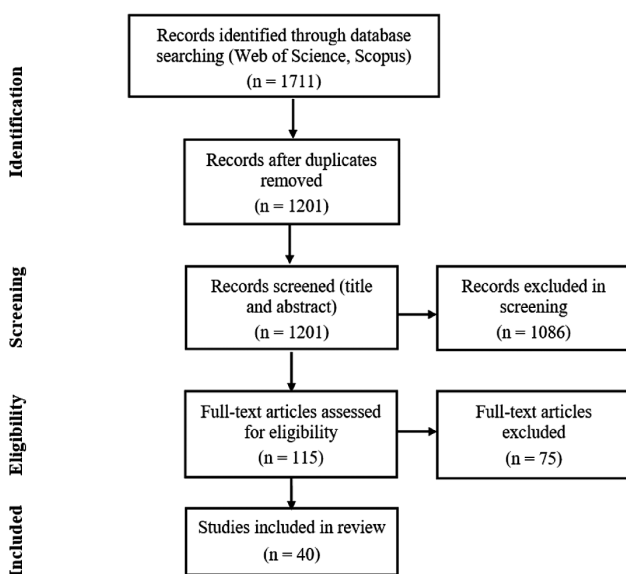 Identification
Records identified through database
searching (Web of Science, Scopus)
(n = 1711)
Records after duplicates
removed
(n = 1201)
Screening
Records screened (title
and abstract)
(n = 1201)
Records excluded in
screening
(n = 1086)
Eligibility
Full-text articles assessed
for eligibility
(n = 115)
Full-text articles
excluded
(n = 75)
Included
Studies included in review
(n = 40)